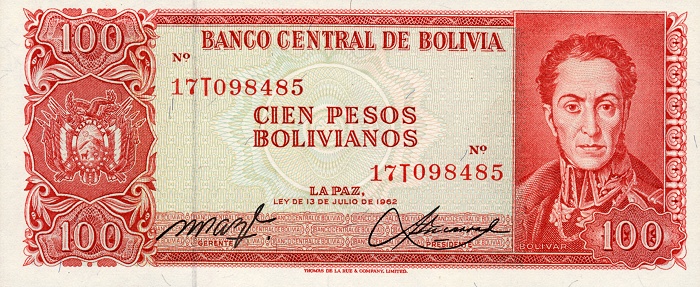 100
BANCO CENTRAL DE BOLIVIA
Nº
17T098485
CIEN PESOS
BOLIVIANOS
Nº
17T098485
LA PAZ,
LEY DE 13 DE JULIO DE 1962
GERENTE
PRESIDENTE
BOLIVAR
100
100
THOMAS DE LA RUE & COMPANY, LIMITED.